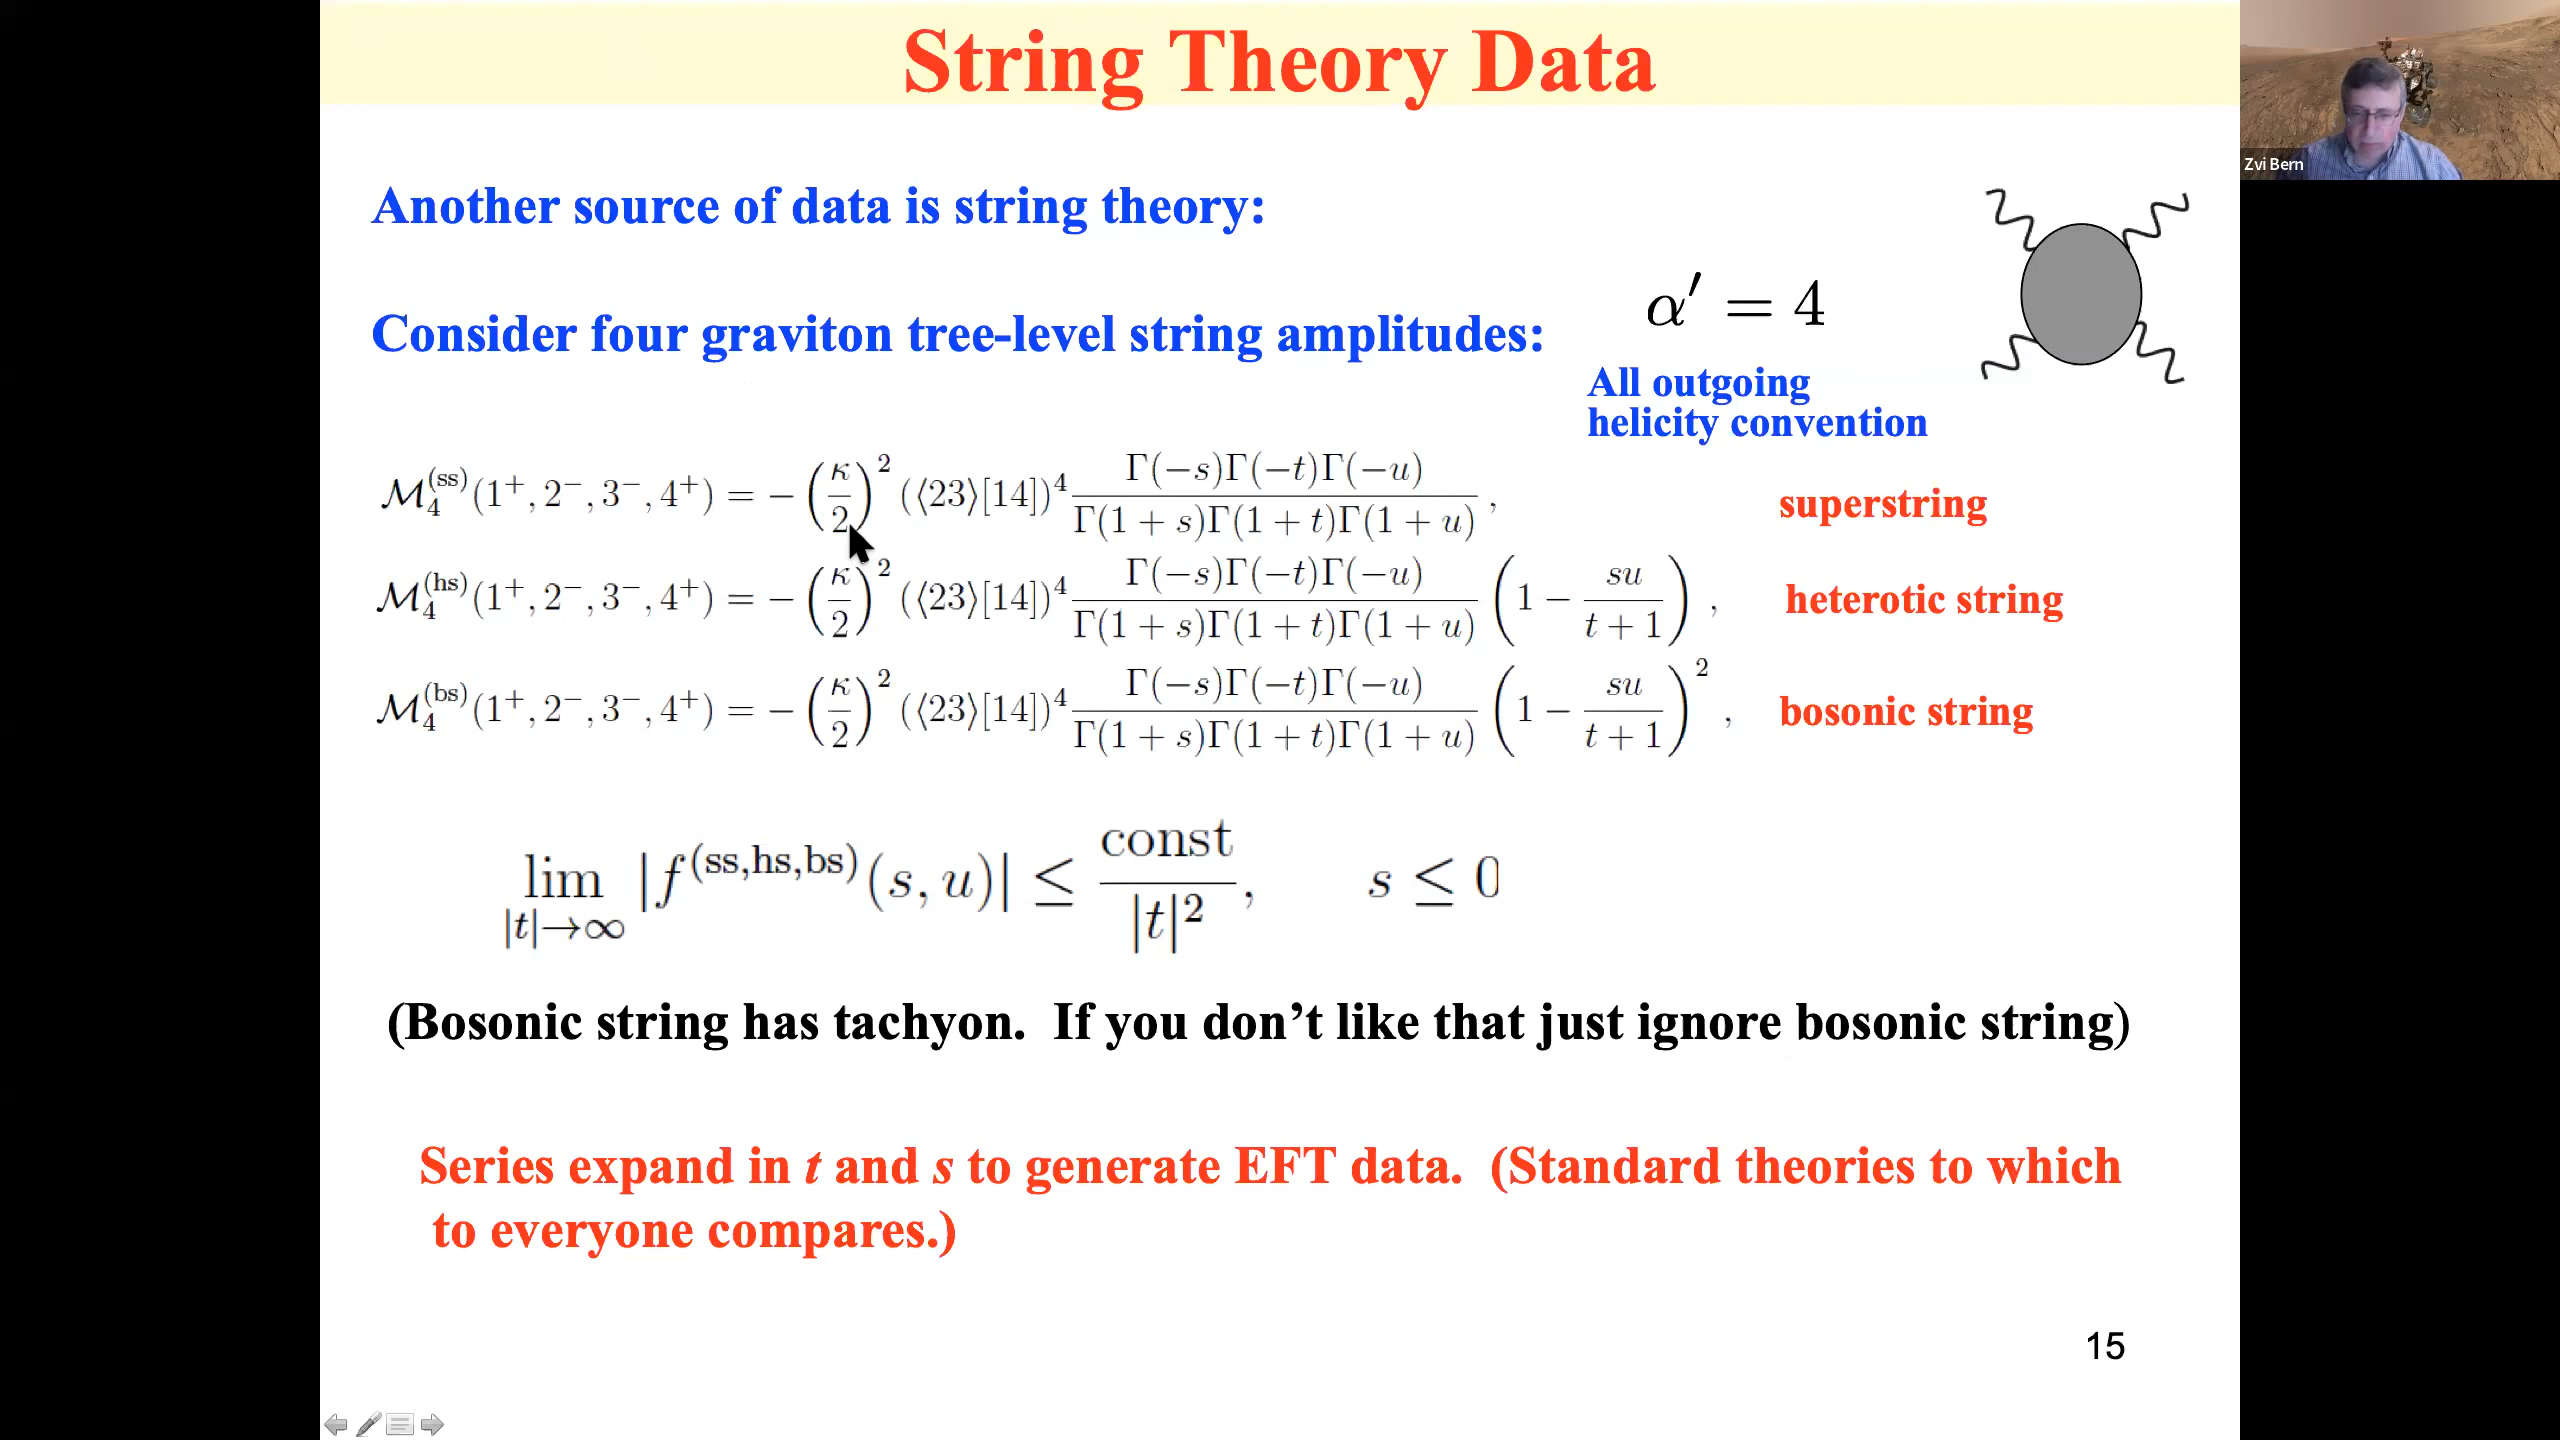 String Theory Data
Zvi Bern
Another source of data is string theory:
Consider four graviton tree-level string amplitudes:
α′ = 4
All outgoing
helicity convention
M₄^(ss)(1⁺, 2⁻, 3⁻, 4⁺) = −(κ/2)² (⟨23⟩[14])⁴ Γ(−s)Γ(−t)Γ(−u) / Γ(1 + s)Γ(1 + t)Γ(1 + u) , superstring
M₄^(hs)(1⁺, 2⁻, 3⁻, 4⁺) = −(κ/2)² (⟨23⟩[14])⁴ Γ(−s)Γ(−t)Γ(−u) / Γ(1 + s)Γ(1 + t)Γ(1 + u) (1 − su/(t + 1)) , heterotic string
M₄^(bs)(1⁺, 2⁻, 3⁻, 4⁺) = −(κ/2)² (⟨23⟩[14])⁴ Γ(−s)Γ(−t)Γ(−u) / Γ(1 + s)Γ(1 + t)Γ(1 + u) (1 − su/(t + 1))² , bosonic string
lim |t|→∞ |f^(ss,hs,bs)(s, u)| ≤ const/|t|², s ≤ 0
(Bosonic string has tachyon. If you don’t like that just ignore bosonic string)
Series expand in t and s to generate EFT data. (Standard theories to which
to everyone compares.)
15